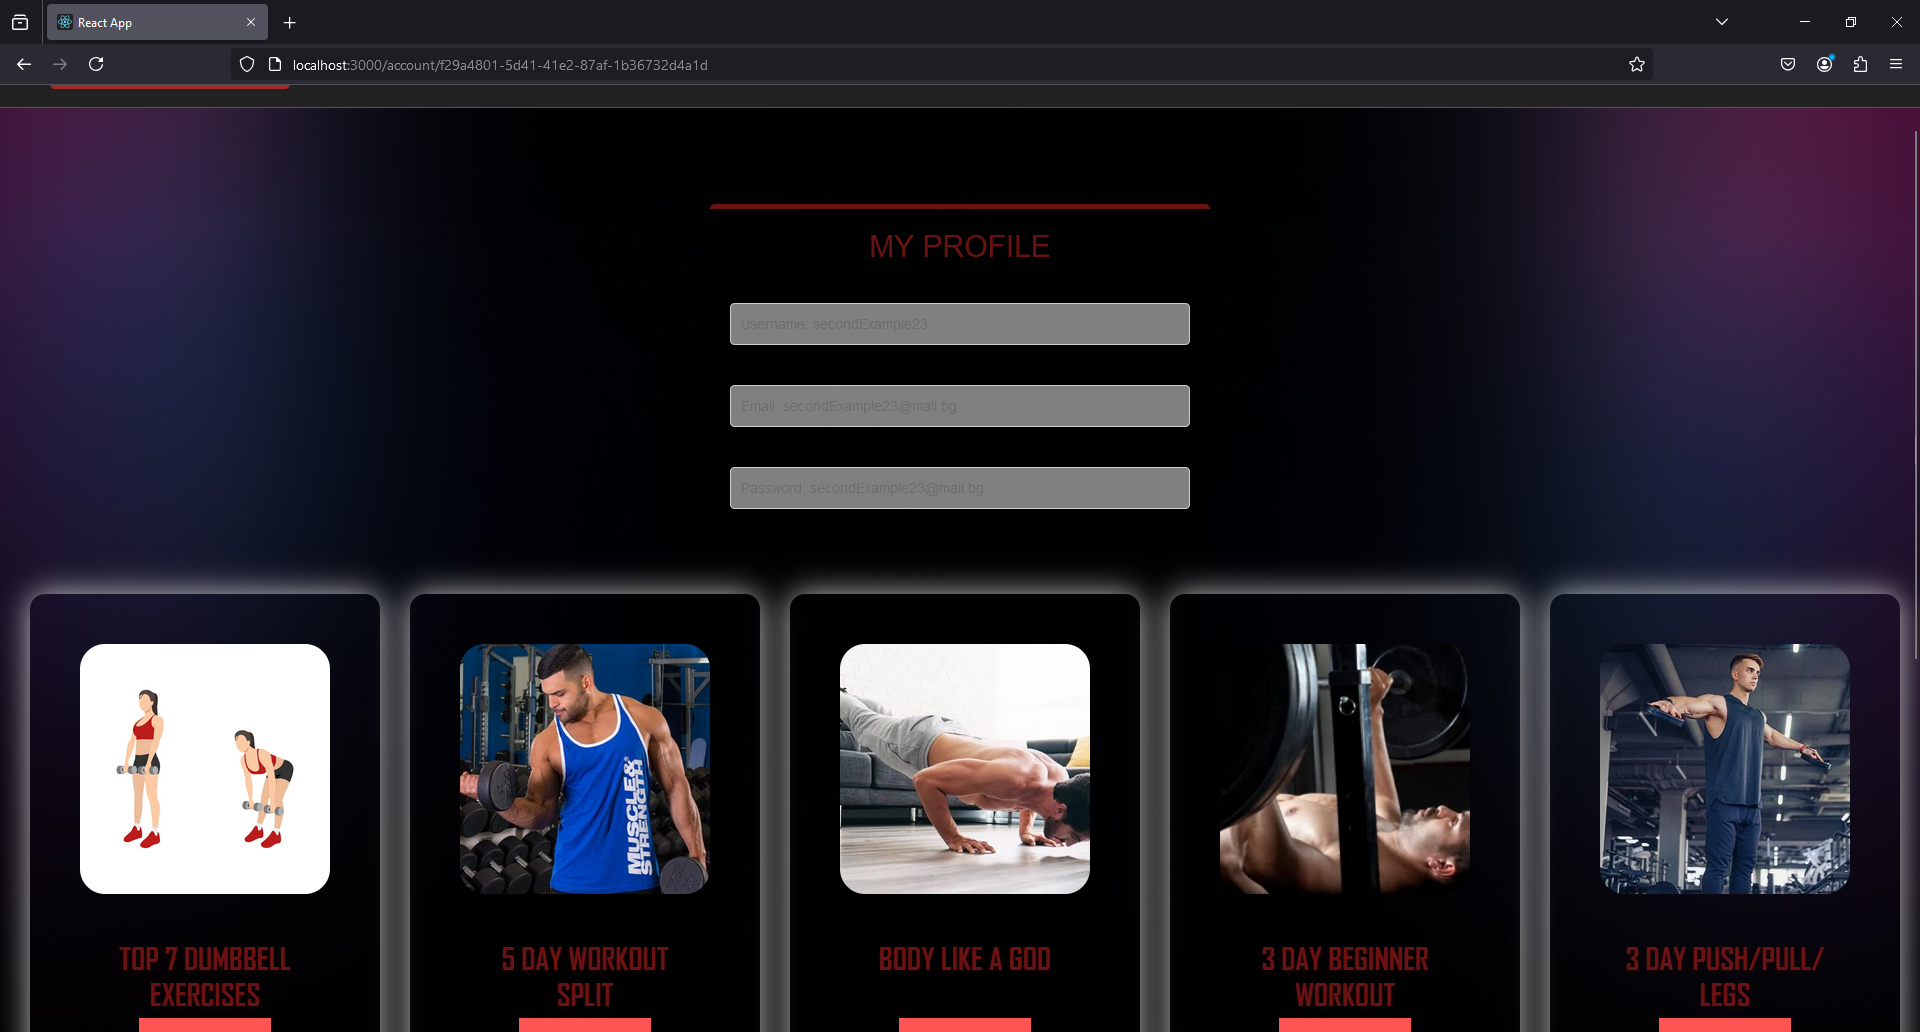 React App
localhost:3000/account/f29a4801-5d41-41e2-87af-1b36732d4a1d
MY PROFILE
Username: secondExample23
Email: secondExample23@mail.bg
Password: secondExample23@mail.bg
MUSCLE&
STRENGTH
TOP 7 DUMBBELL
EXERCISES
5 DAY WORKOUT
SPLIT
BODY LIKE A GOD
3 DAY BEGINNER
WORKOUT
3 DAY PUSH/PULL/
LEGS